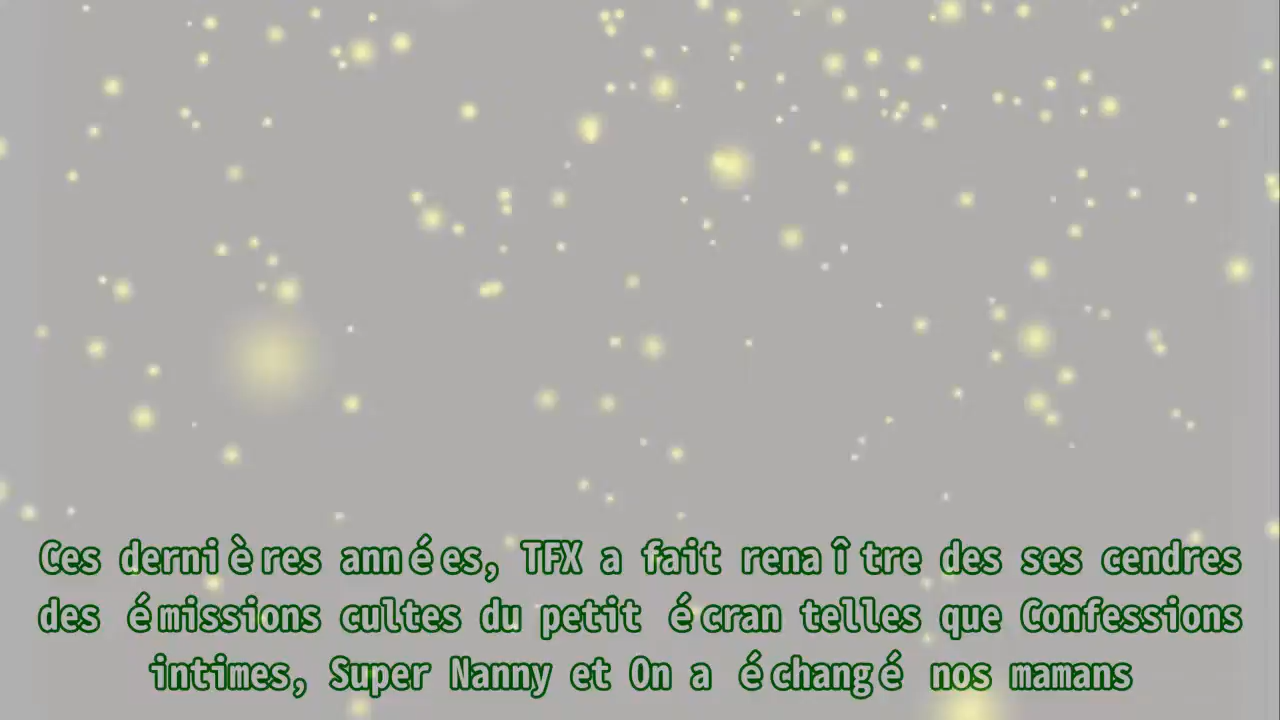 Ces dernières années, TFX a fait renaître des ses cendres
des émissions cultes du petit écran telles que Confessions
intimes, Super Nanny et On a échangé nos mamans